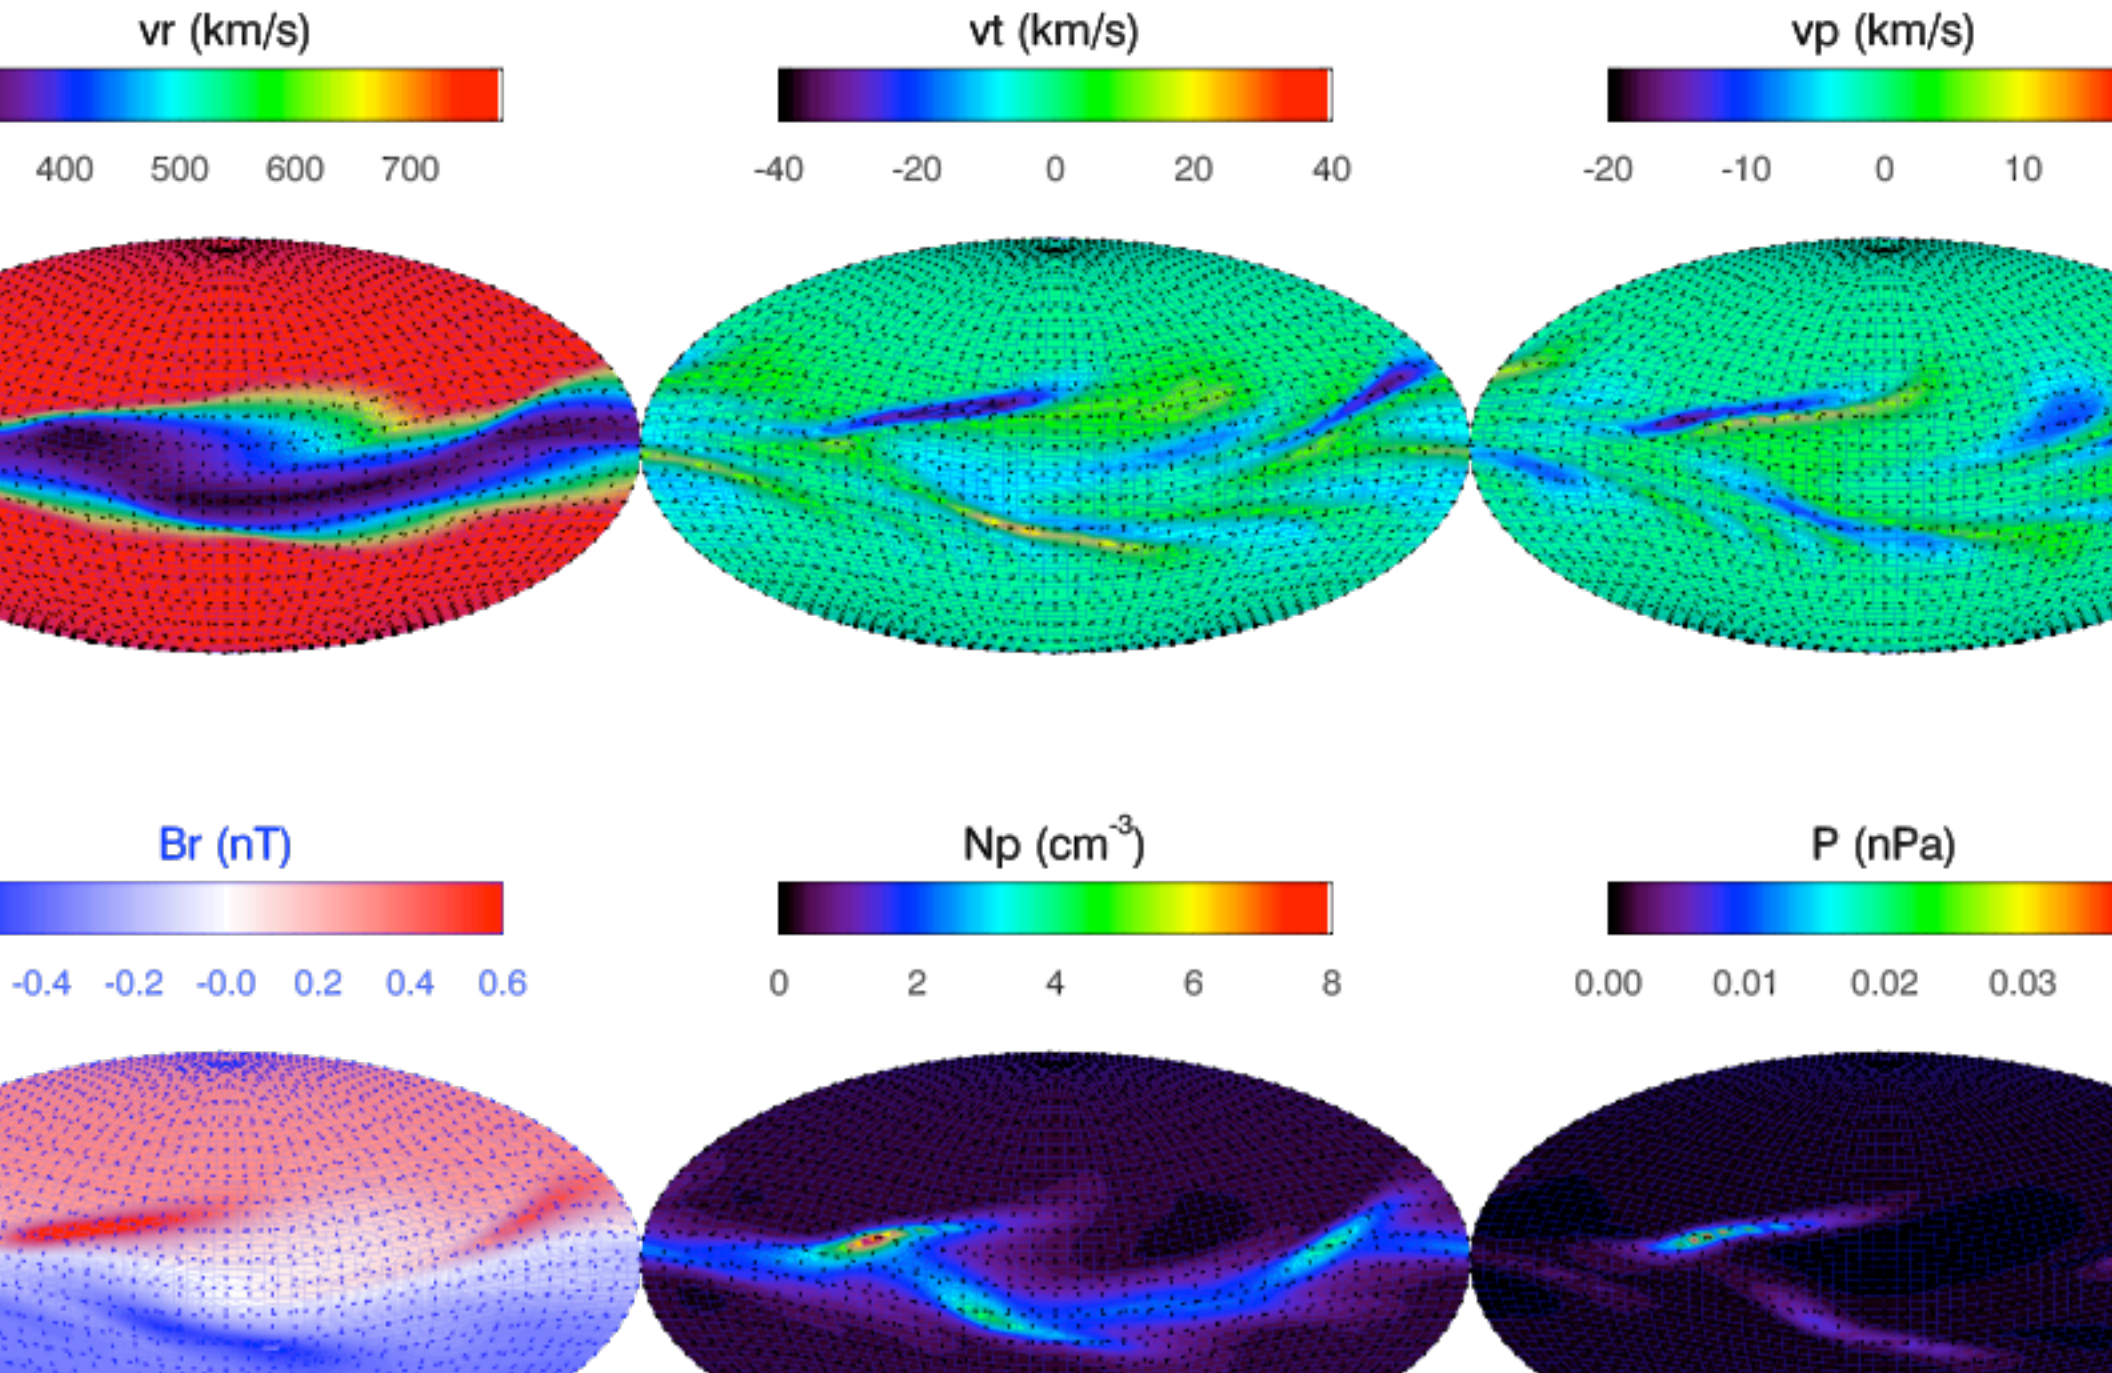 vr (km/s) vt (km/s) vp (km/s)
400 500 600 700 -40 -20 0 20 40 -20 -10 0 10
Br (nT) Np (cm⁻³) P (nPa)
-0.4 -0.2 -0.0 0.2 0.4 0.6 0 2 4 6 8 0.00 0.01 0.02 0.03